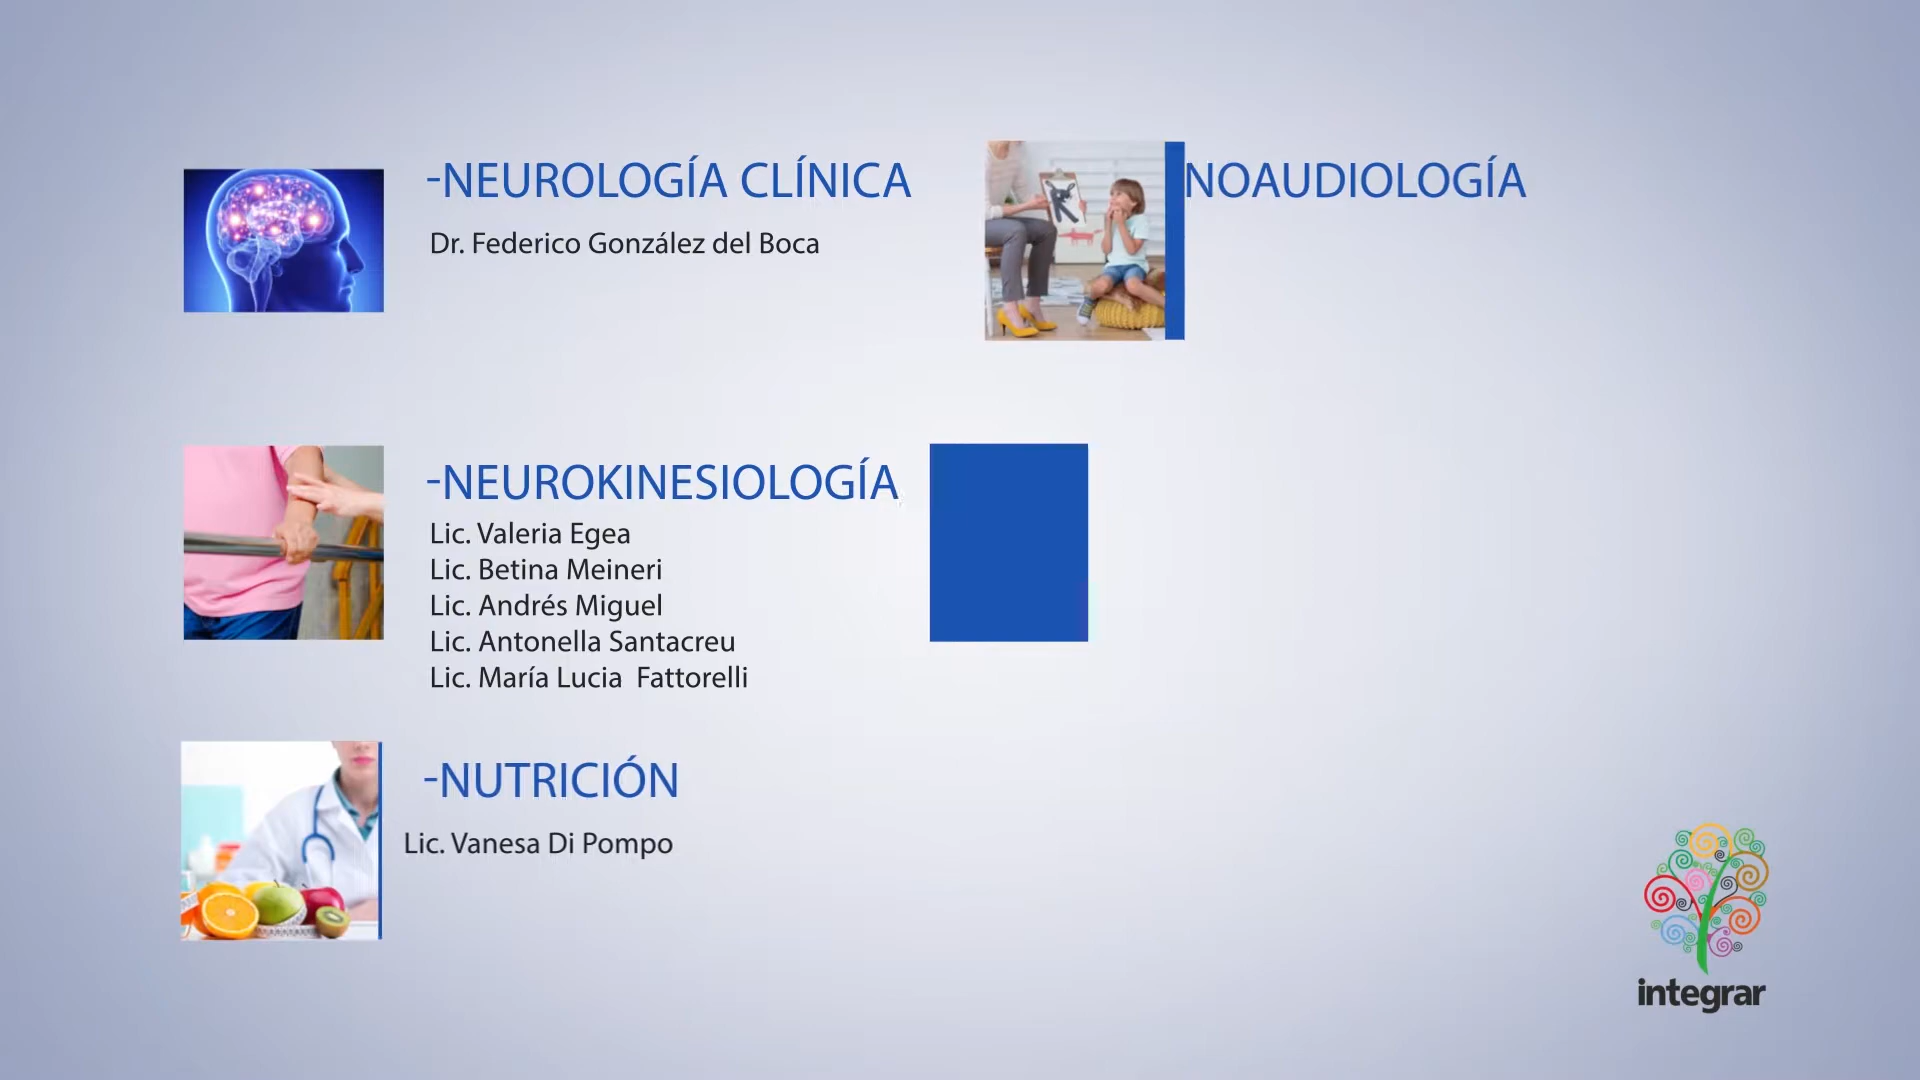 -NEUROLOGÍA CLÍNICA
Dr. Federico González del Boca
NOAUDIOLOGÍA
-NEUROKINESIOLOGÍA
Lic. Valeria Egea
Lic. Betina Meineri
Lic. Andrés Miguel
Lic. Antonella Santacreu
Lic. María Lucia  Fattorelli
-NUTRICIÓN
Lic. Vanesa Di Pompo
integrar